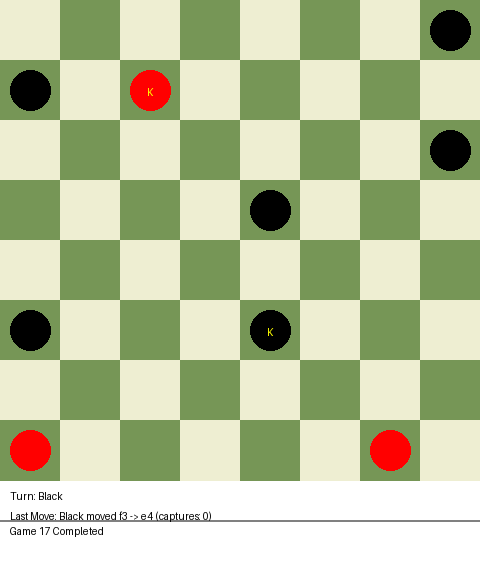 K
K
Turn: Black
Last Move: Black moved f3 -> e4 (captures: 0)
Game 17 Completed